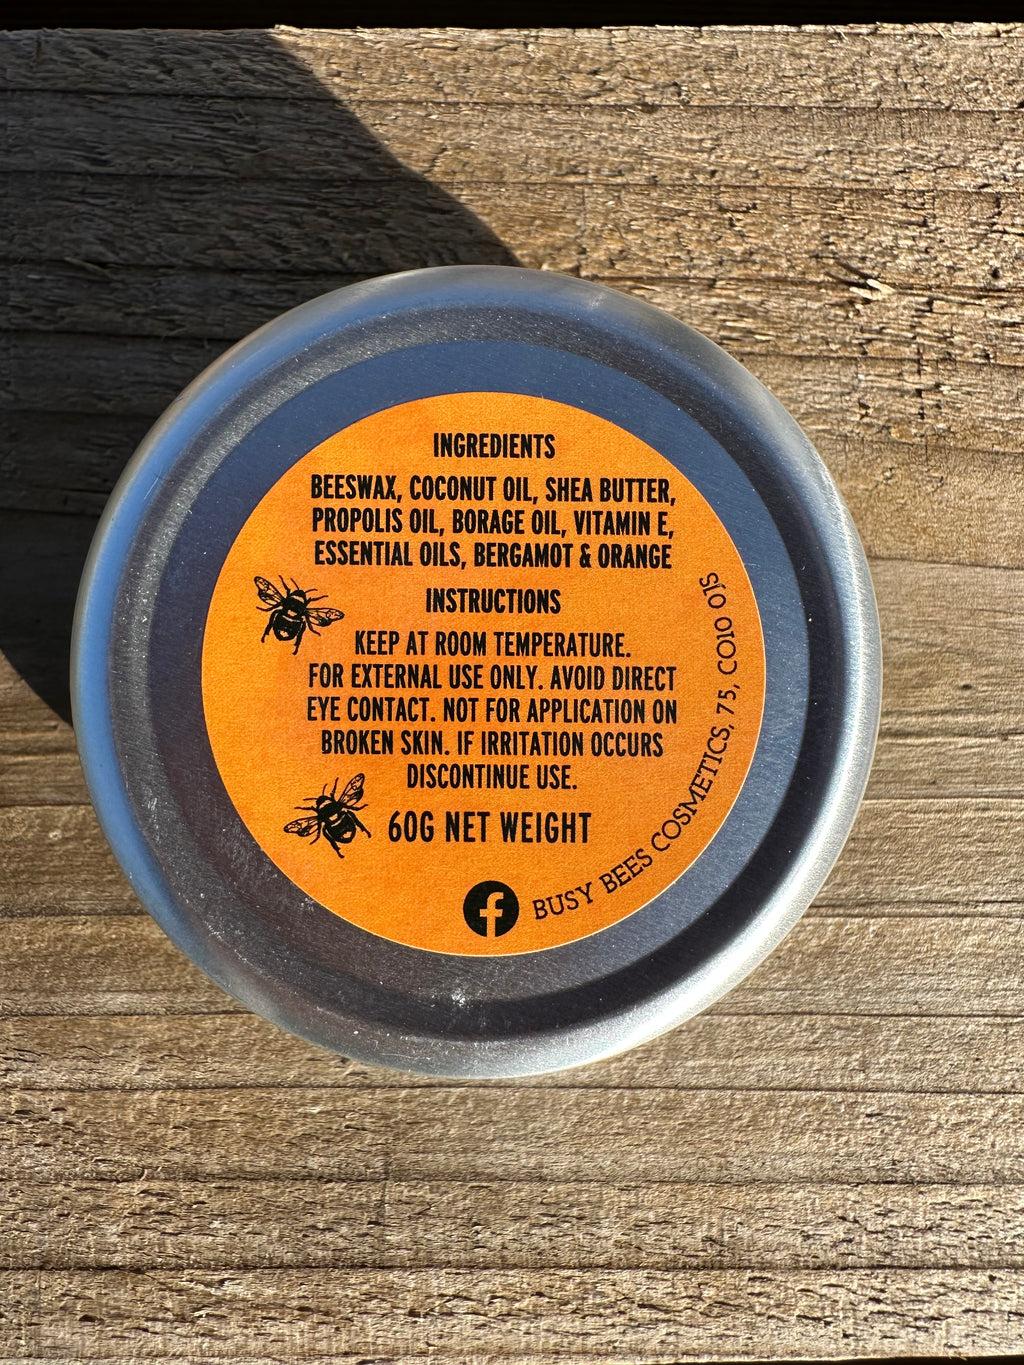 INGREDIENTS
BEESWAX, COCONUT OIL, SHEA BUTTER,
PROPOLIS OIL, BORAGE OIL, VITAMIN E,
ESSENTIAL OILS, BERGAMOT & ORANGE
INSTRUCTIONS
KEEP AT ROOM TEMPERATURE.
FOR EXTERNAL USE ONLY. AVOID DIRECT
EYE CONTACT. NOT FOR APPLICATION ON
BROKEN SKIN. IF IRRITATION OCCURS
DISCONTINUE USE.
60G NET WEIGHT
BUSY BEES COSMETICS, 75, CO10 0JS